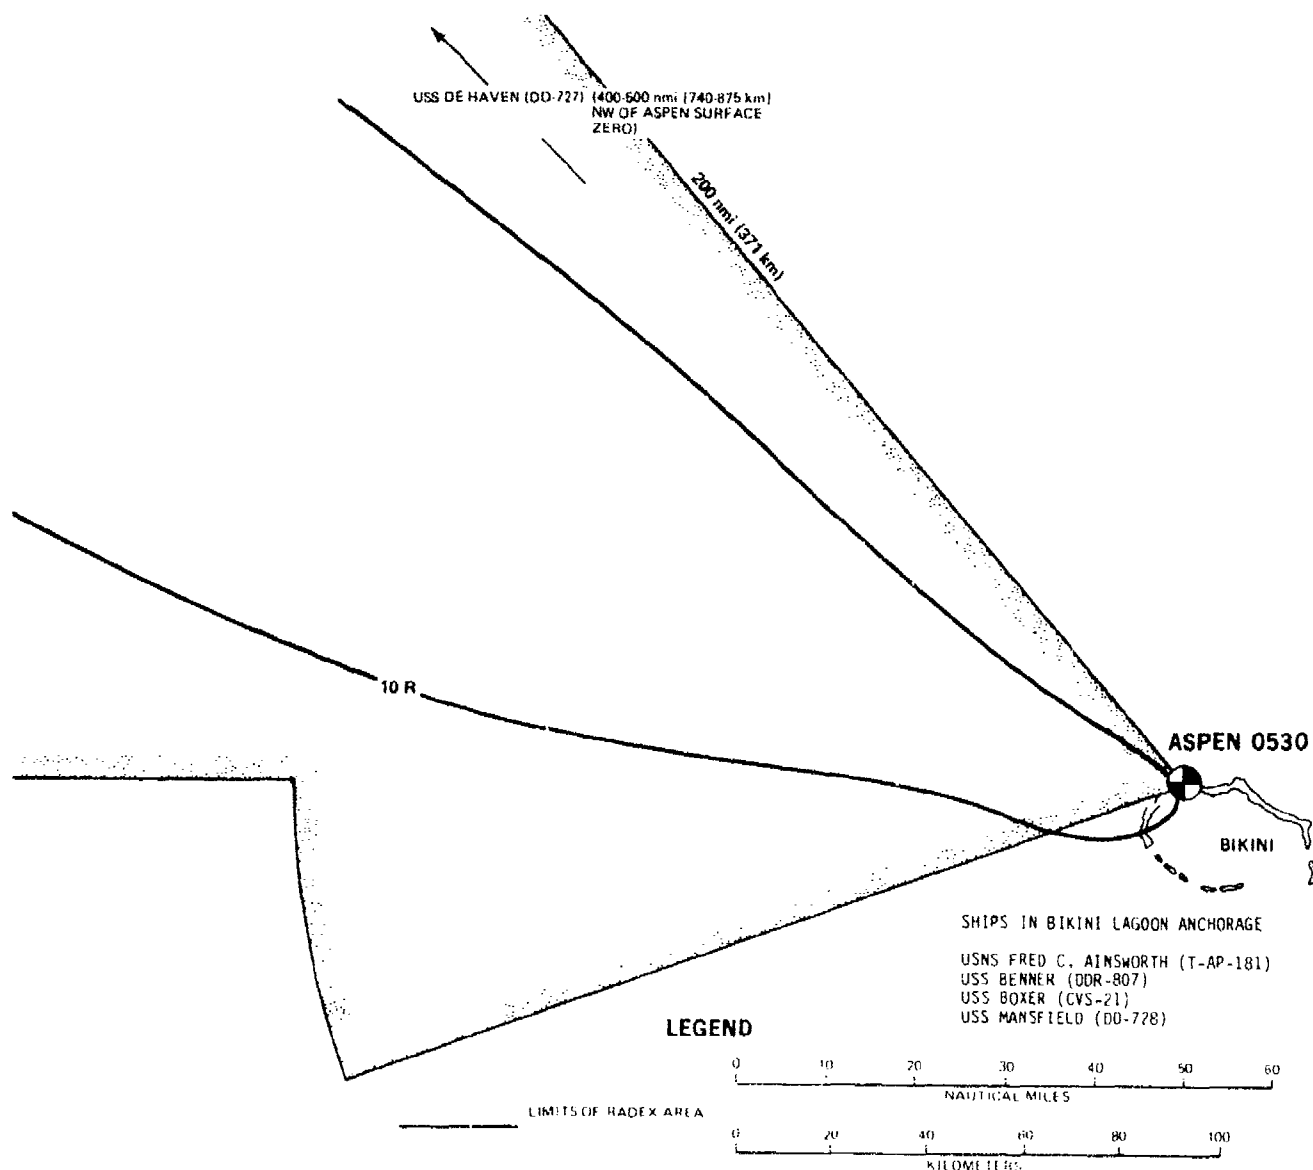 USS DE HAVEN (DD-727) (400-500 nmi (740-875 km)
NW OF ASPEN SURFACE
ZERO)
200 nmi (371 km)
10 R
ASPEN 0530
BIKINI
SHIPS IN BIKINI LAGOON ANCHORAGE
USNS FRED C. AINSWORTH (T-AP-181)
USS BENNER (DDR-807)
USS BOXER (CVS-21)
USS MANSFIELD (DD-728)
LEGEND
0 10 20 30 40 50 60
NAUTICAL MILES
LIMITS OF RADEX AREA
0 20 40 60 80 100
KILOMETERS